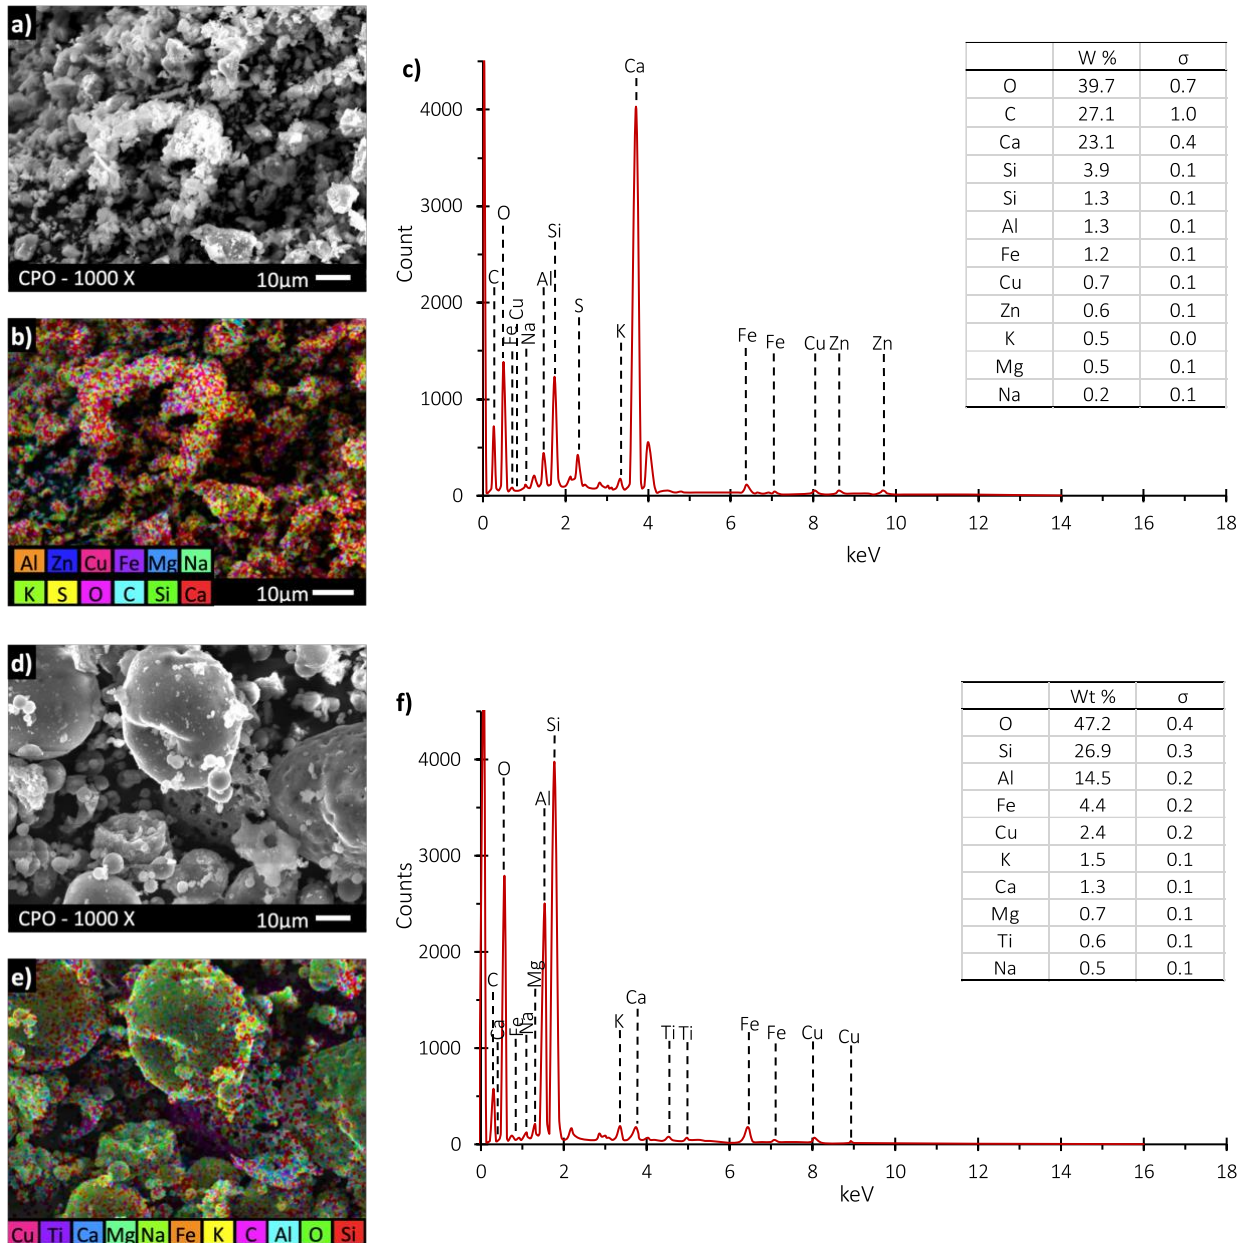 a)
CPO - 1000 X 10μm
b)
Al Zn Cu Fe Mg Na
K S O C Si Ca 10μm
c)
Count
4000
3000
2000
1000
0
C O Fe Cu Na Al Si S K Ca Fe Fe Cu Zn Zn
0 2 4 6 8 10 12 14 16 18
keV
W % σ
O 39.7 0.7
C 27.1 1.0
Ca 23.1 0.4
Si 3.9 0.1
Si 1.3 0.1
Al 1.3 0.1
Fe 1.2 0.1
Cu 0.7 0.1
Zn 0.6 0.1
K 0.5 0.0
Mg 0.5 0.1
Na 0.2 0.1
d)
CPO - 1000 X 10μm
e)
Cu Ti Ca Mg Na Fe K C Al O Si
f)
Counts
4000
3000
2000
1000
0
C Ca O Fe Na Mg Al Si K Ca Ti Ti Fe Fe Cu Cu
0 2 4 6 8 10 12 14 16 18
keV
Wt % σ
O 47.2 0.4
Si 26.9 0.3
Al 14.5 0.2
Fe 4.4 0.2
Cu 2.4 0.2
K 1.5 0.1
Ca 1.3 0.1
Mg 0.7 0.1
Ti 0.6 0.1
Na 0.5 0.1